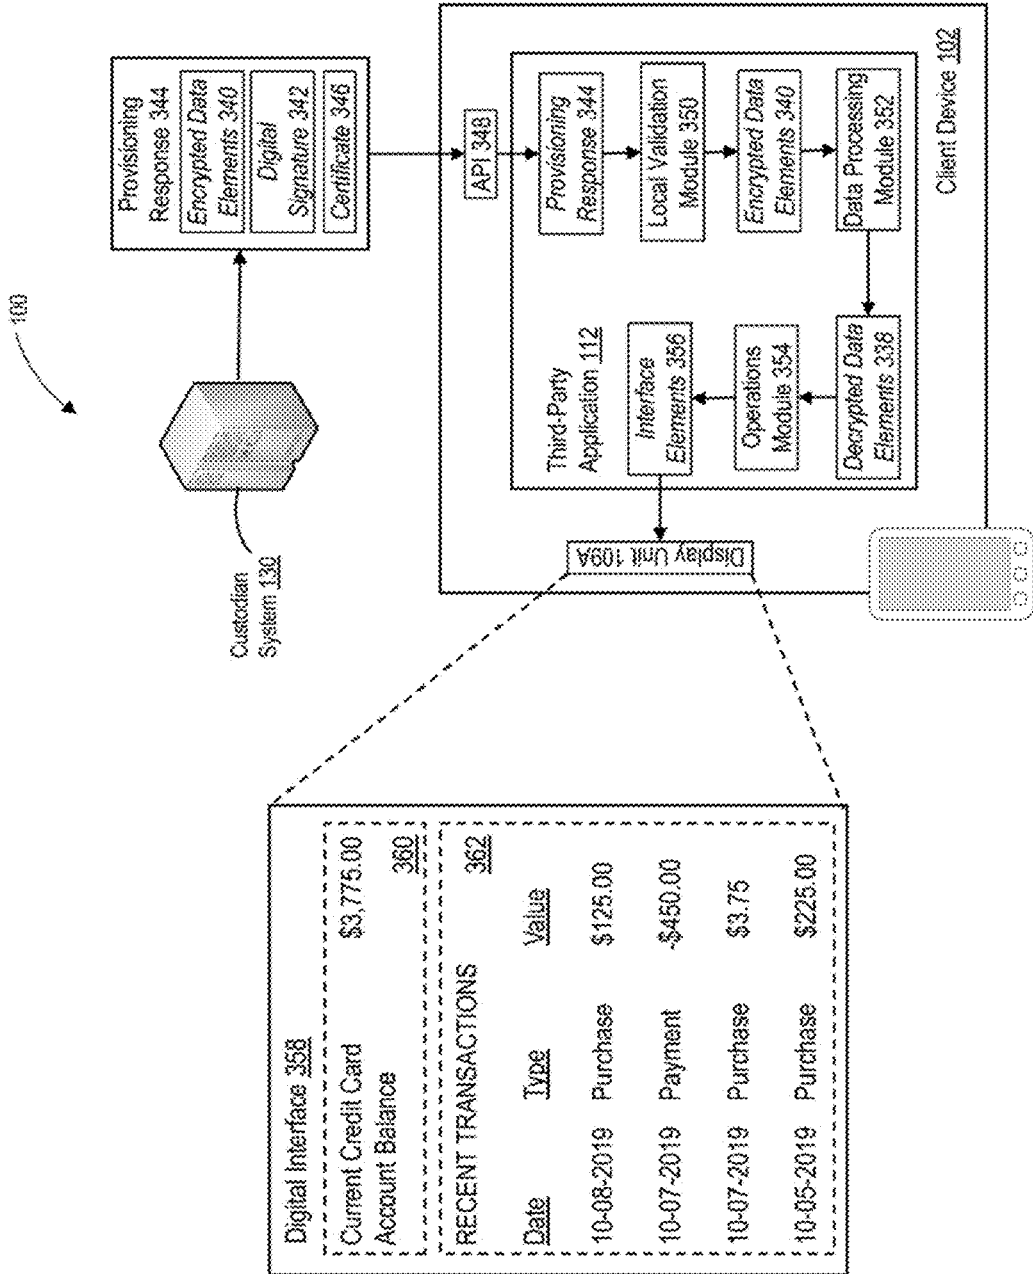 100
Custodian
System 130
Provisioning
Response 344
Encrypted Data
Elements 340
Digital
Signature 342
Certificate 346
API 348
Third-Party
Application 112
Provisioning
Response 344
Local Validation
Module 350
Encrypted Data
Elements 340
Data Processing
Module 352
Decrypted Data
Elements 338
Operations
Module 354
Interface
Elements 356
Display Unit 109A
Client Device 102
Digital Interface 358
Current Credit Card $3,775.00
Account Balance 360
RECENT TRANSACTIONS 362
Date Type Value
10-08-2019 Purchase $125.00
10-07-2019 Payment -$450.00
10-07-2019 Purchase $3.75
10-05-2019 Purchase $225.00